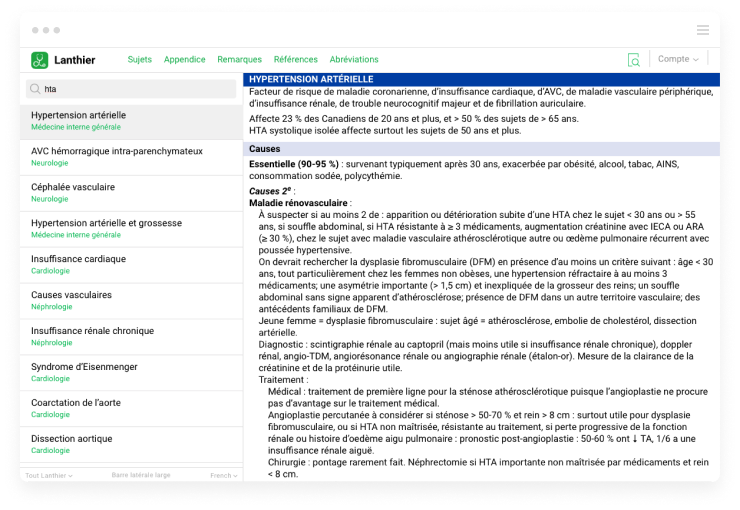 Lanthier
Sujets Appendice Remarques Références Abréviations
Compte
hta
Hypertension artérielle
Médecine interne générale
AVC hémorragique intra-parenchymateux
Neurologie
Céphalée vasculaire
Neurologie
Hypertension artérielle et grossesse
Médecine interne générale
Insuffisance cardiaque
Cardiologie
Causes vasculaires
Néphrologie
Insuffisance rénale chronique
Néphrologie
Syndrome d'Eisenmenger
Cardiologie
Coarctation de l'aorte
Cardiologie
Dissection aortique
Cardiologie
Tout Lanthier Barre latérale large French
HYPERTENSION ARTÉRIELLE
Facteur de risque de maladie coronarienne, d'insuffisance cardiaque, d'AVC, de maladie vasculaire périphérique,
d'insuffisance rénale, de trouble neurocognitif majeur et de fibrillation auriculaire.
Affecte 23 % des Canadiens de 20 ans et plus, et > 50 % des sujets de > 65 ans.
HTA systolique isolée affecte surtout les sujets de 50 ans et plus.
Causes
Essentielle (90-95 %) : survenant typiquement après 30 ans, exacerbée par obésité, alcool, tabac, AINS,
consommation sodée, polycythémie.
Causes 2e :
Maladie rénovasculaire :
À suspecter si au moins 2 de : apparition ou détérioration subite d'une HTA chez le sujet < 30 ans ou > 55
ans, si souffle abdominal, si HTA résistante à ≥ 3 médicaments, augmentation créatinine avec IECA ou ARA
(≥ 30 %), chez le sujet avec maladie vasculaire athérosclérotique autre ou œdème pulmonaire récurrent avec
poussée hypertensive.
On devrait rechercher la dysplasie fibromusculaire (DFM) en présence d'au moins un critère suivant : âge < 30
ans, tout particulièrement chez les femmes non obèses, une hypertension réfractaire à au moins 3
médicaments; une asymétrie importante (> 1,5 cm) et inexpliquée de la grosseur des reins; un souffle
abdominal sans signe apparent d'athérosclérose; présence de DFM dans un autre territoire vasculaire; des
antécédents familiaux de DFM.
Jeune femme = dysplasie fibromusculaire : sujet âgé = athérosclérose, embolie de cholestérol, dissection
artérielle.
Diagnostic : scintigraphie rénale au captopril (mais moins utile si insuffisance rénale chronique), doppler
rénal, angio-TDM, angiorésonance rénale ou angiographie rénale (étalon-or). Mesure de la clairance de la
créatinine et de la protéinurie utile.
Traitement :
Médical : traitement de première ligne pour la sténose athérosclérotique puisque l'angioplastie ne procure
pas d'avantage sur le traitement médical.
Angioplastie percutanée à considérer si sténose > 50-70 % et rein > 8 cm : surtout utile pour dysplasie
fibromusculaire, ou si HTA non maîtrisée, résistante au traitement, si perte progressive de la fonction
rénale ou histoire d'oedème aigu pulmonaire : pronostic post-angioplastie : 50-60 % ont ↓ TA, 1/6 a une
insuffisance rénale aiguë.
Chirurgie : pontage rarement fait. Néphrectomie si HTA importante non maîtrisée par médicaments et rein
< 8 cm.